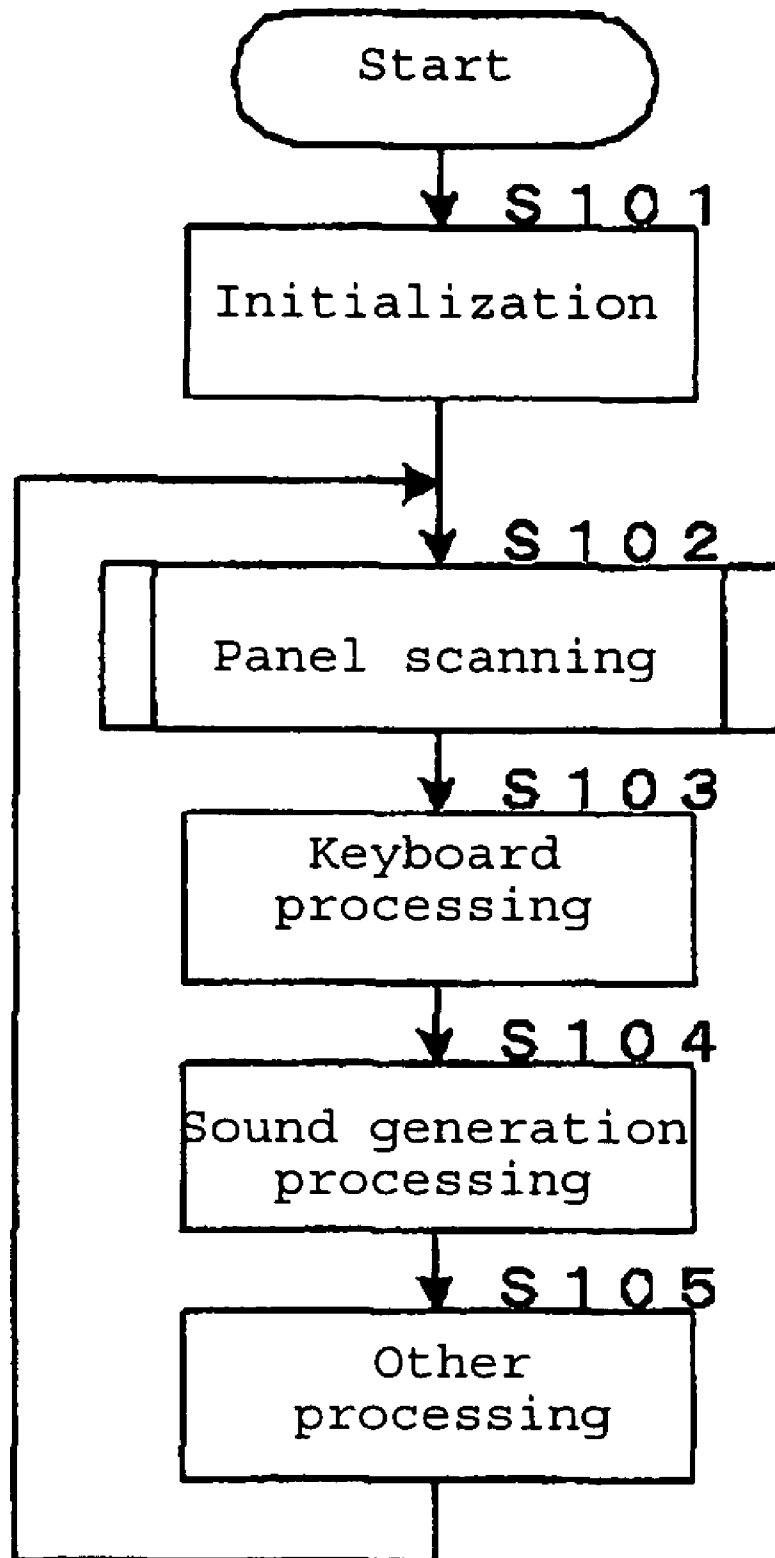 Start
S101
Initialization
S102
Panel scanning
S103
Keyboard
processing
S104
Sound generation
processing
S105
Other
processing